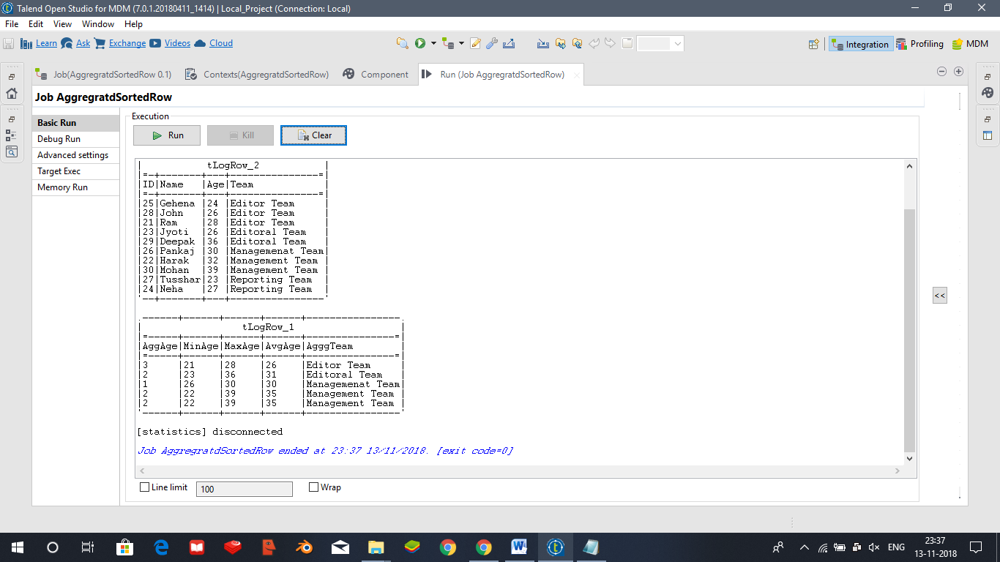 Talend Open Studio for MDM (7.0.1.20180411_1414) | Local_Project (Connection: Local)
File Edit View Window Help
Learn Ask Exchange Videos Cloud
Integration Profiling MDM
Job(AggregratdSortedRow 0.1) Contexts(AggregratdSortedRow) Component Run (Job AggregratdSortedRow)
Job AggregratdSortedRow
Basic Run
Debug Run
Advanced settings
Target Exec
Memory Run
Execution
Run Kill Clear
| tLogRow_2 |
|=-+-------+---+---------------=|
|ID|Name |Age|Team |
|=-+-------+---+---------------=|
|25|Gehena |24 |Editor Team |
|28|John |26 |Editor Team |
|21|Ram |28 |Editor Team |
|23|Jyoti |26 |Editoral Team |
|29|Deepak |36 |Editoral Team |
|26|Pankaj |30 |Managemenat Team|
|22|Harak |32 |Management Team |
|30|Mohan |39 |Management Team |
|27|Tusshar|23 |Reporting Team |
|24|Neha |27 |Reporting Team |
'--+-------+---+----------------'
.------+------+------+------+----------------.
| tLogRow_1 |
|=-----+------+------+------+---------------=|
|AggAge|MinAge|MaxAge|AvgAge|AgggTeam |
|=-----+------+------+------+---------------=|
|3 |21 |28 |26 |Editor Team |
|2 |23 |36 |31 |Editoral Team |
|1 |26 |30 |30 |Managemenat Team|
|2 |22 |39 |35 |Management Team |
|2 |22 |39 |35 |Management Team |
'------+------+------+------+----------------'
[statistics] disconnected
Job AggregratdSortedRow ended at 23:37 13/11/2018. [exit code=0]
<<
Line limit 100 Wrap
ENG 23:37
13-11-2018